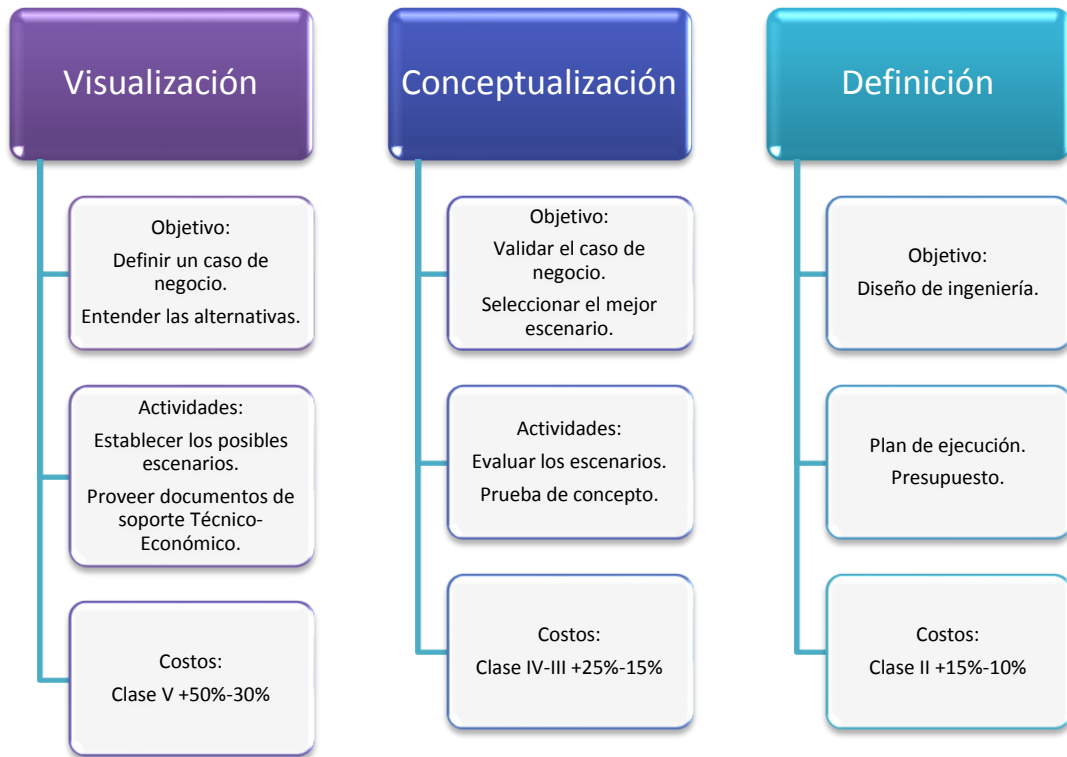 Visualización
Objetivo:
Definir un caso de
negocio.
Entender las alternativas.
Actividades:
Establecer los posibles
escenarios.
Proveer documentos de
soporte Técnico-
Económico.
Costos:
Clase V +50%-30%
Conceptualización
Objetivo:
Validar el caso de
negocio.
Seleccionar el mejor
escenario.
Actividades:
Evaluar los escenarios.
Prueba de concepto.
Costos:
Clase IV-III +25%-15%
Definición
Objetivo:
Diseño de ingeniería.
Plan de ejecución.
Presupuesto.
Costos:
Clase II +15%-10%